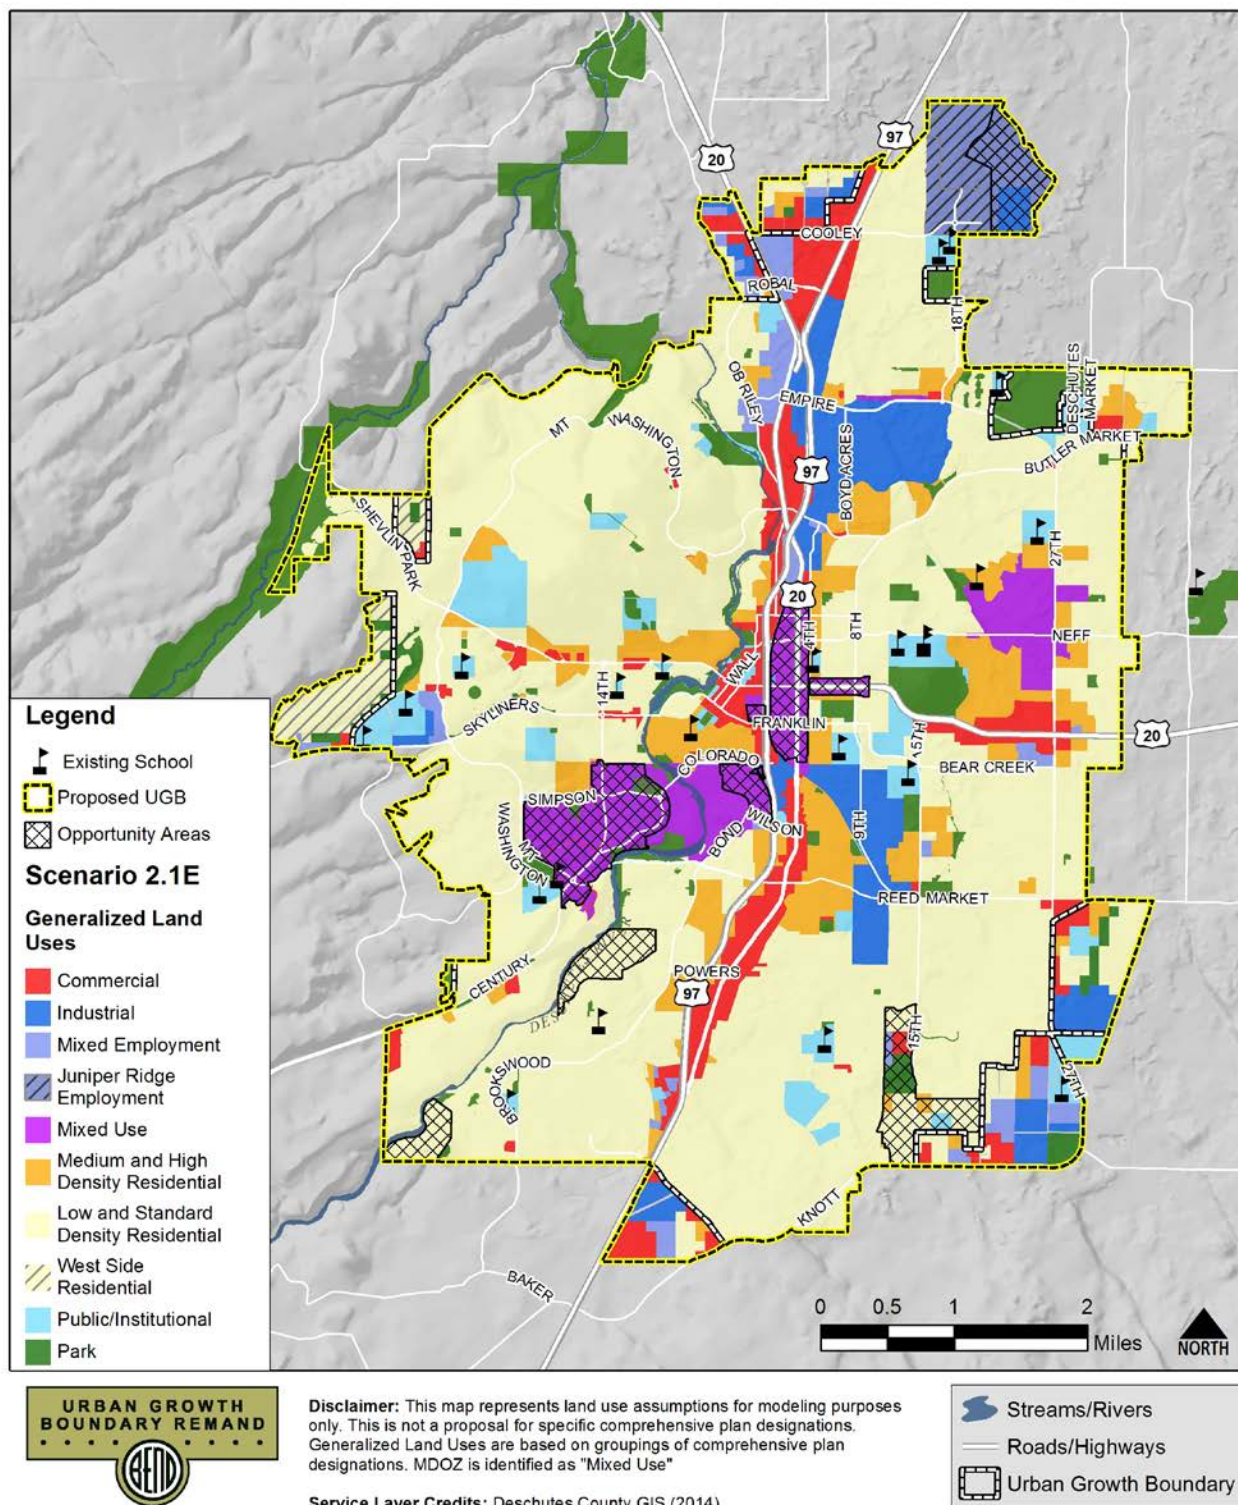 97
20
COOLEY
ROBAL
18TH
OB RILEY
EMPIRE
DESCHUTES
MARKET
MT
WASHINGTON
BUTLER MARKET
97
BOYD ACRES
SHEVLIN PARK
27TH
20
4TH
8TH
NEFF
WALL
14TH
SKYLINERS
FRANKLIN
15TH
20
COLORADO
BEAR CREEK
SIMPSON
WILSON
9TH
BOND
MT
WASHINGTON
REED MARKET
CENTURY
POWERS
97
15TH
BROOKSWOOD
27TH
KNOTT
BAKER
Legend
Existing School
Proposed UGB
Opportunity Areas
Scenario 2.1E
Generalized Land
Uses
Commercial
Industrial
Mixed Employment
Juniper Ridge
Employment
Mixed Use
Medium and High
Density Residential
Low and Standard
Density Residential
West Side
Residential
Public/Institutional
Park
0 0.5 1 2
Miles
NORTH
URBAN GROWTH
BOUNDARY REMAND
BEND
Disclaimer: This map represents land use assumptions for modeling purposes
only. This is not a proposal for specific comprehensive plan designations.
Generalized Land Uses are based on groupings of comprehensive plan
designations. MDOZ is identified as "Mixed Use"
Service Layer Credits: Deschutes County GIS (2014)
Streams/Rivers
Roads/Highways
Urban Growth Boundary